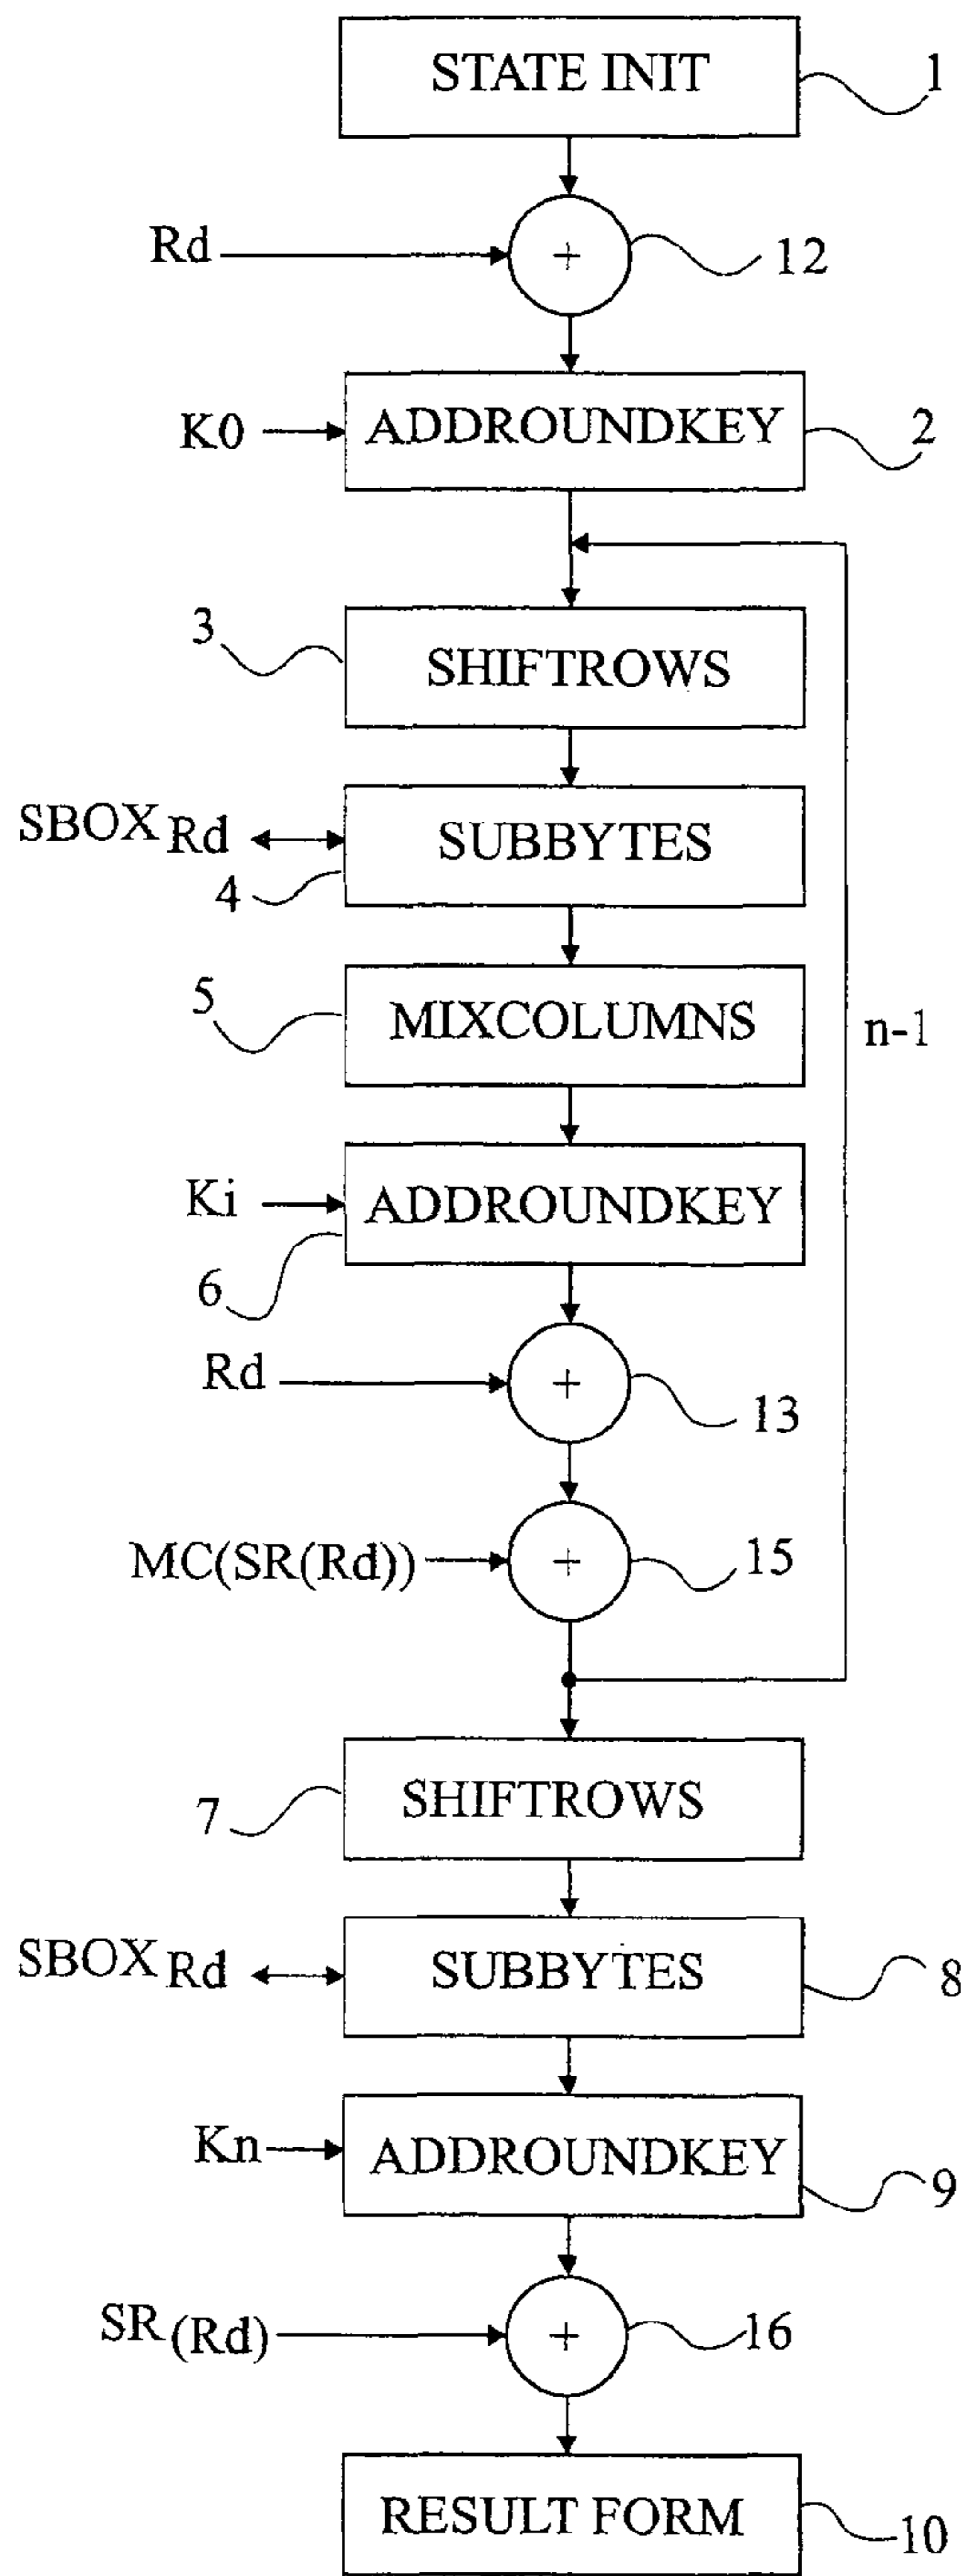 STATE INIT
1
Rd
+
12
K0
ADDROUNDKEY
2
3
SHIFTROWS
SBOX Rd
SUBBYTES
4
5
MIXCOLUMNS
n-1
Ki
ADDROUNDKEY
6
Rd
+
13
MC(SR(Rd))
+
15
7
SHIFTROWS
SBOX Rd
SUBBYTES
8
Kn
ADDROUNDKEY
9
SR (Rd)
+
16
RESULT FORM
10